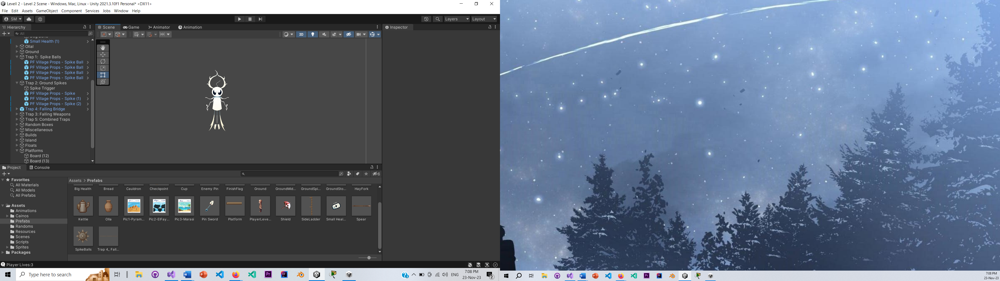 Levell 2 - Level 2 Scene - Windows, Mac, Linux - Unity 2021.3.10f1 Personal* <DX11>
File Edit Assets GameObject Component Services Jobs Window Help
SM Layers Layout
Hierarchy
All
Small Health (1)
Ollal
Ground
Trap 1: Spike Balls
PF Village Props - Spike Ball
PF Village Props - Spike Ball
PF Village Props - Spike Ball
PF Village Props - Spike Ball
Trap 2: Ground Spikes
Spike Trigger
PF Village Props - Spike
PF Village Props - Spike (1)
PF Village Props - Spike (2)
Trap 4: Falling Bridge
Trap 3: Falling Weapons
Trap 5: Combined Traps
Random Boxes
Miscellaneous
Builds
Island
Floats
Platforms
Board (12)
Board (13)
Scene Game Animator Animation
2D
Inspector
Project Console
6
Favorites
All Materials
All Models
All Prefabs
Assets
Animations
Cainos
Prefabs
Randoms
Resources
Scenes
Scripts
Sprites
Packages
Assets > Prefabs
Big Health Bread Cauldron Checkpoint Cup Enemy Pin FinishFlag Ground GroundMid... GroundSpi... GroundSto... HayFork
Kettle Olla Pic1-Pyram... Pic2-ElFay... Pic3-Marasi Pin Sword Platform PlayerLeve... Shield SideLadder Small Heal... Spear
SpikeBalls Trap 4_ Fall...
Player Lives:3
Type here to search
ENG
7:08 PM
23-Nov-23
2
7:08 PM
23-Nov-23